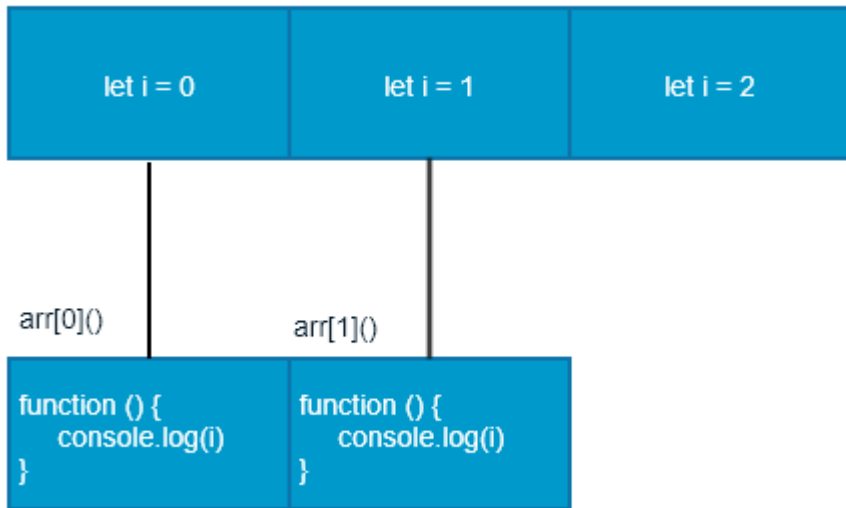 let i = 0
let i = 1
let i = 2
arr[0]()
arr[1]()
function () {
console.log(i)
}
function () {
console.log(i)
}